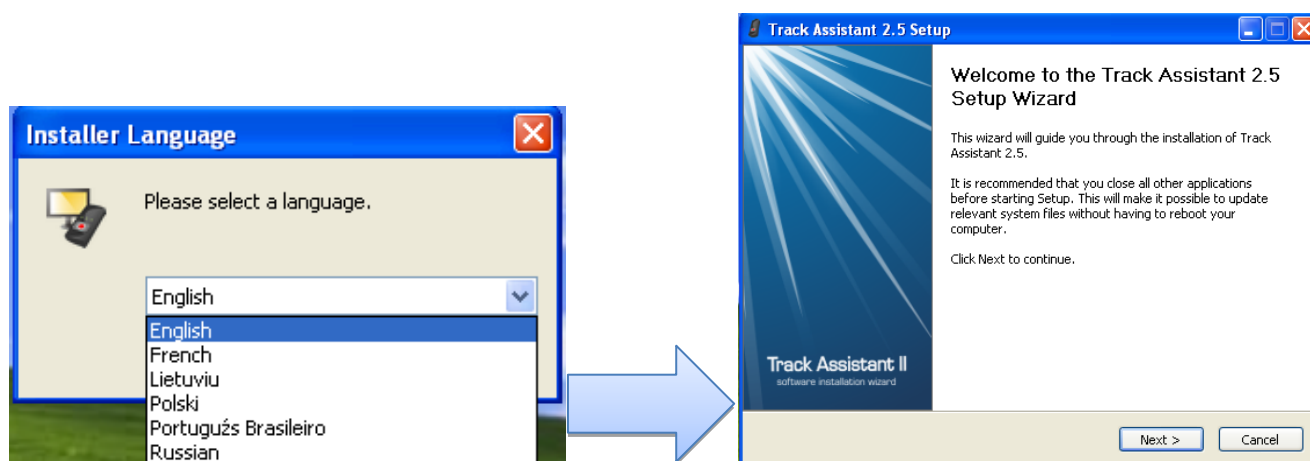 Installer Language
Please select a language.
English
English
French
Lietuviu
Polski
Portuguźs Brasileiro
Russian
Track Assistant 2.5 Setup
Welcome to the Track Assistant 2.5
Setup Wizard
This wizard will guide you through the installation of Track
Assistant 2.5.
It is recommended that you close all other applications
before starting Setup. This will make it possible to update
relevant system files without having to reboot your
computer.
Click Next to continue.
Track Assistant II
software installation wizard
Next >
Cancel